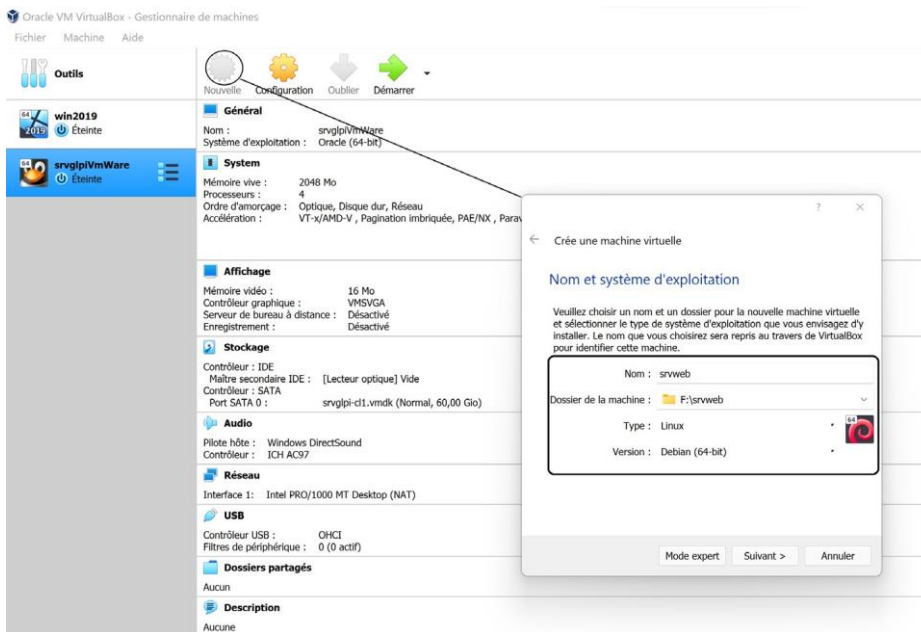 Oracle VM VirtualBox - Gestionnaire de machines
Fichier Machine Aide
Outils
Nouvelle Configuration Oublier Démarrer
64 2019 win2019
Éteinte
64 srvglpiVmWare
Éteinte
Général
Nom : srvglpiVmWare
Système d'exploitation : Oracle (64-bit)
System
Mémoire vive : 2048 Mo
Processeurs : 4
Ordre d'amorçage : Optique, Disque dur, Réseau
Accélération : VT-x/AMD-V , Pagination imbriquée, PAE/NX , Parav
Affichage
Mémoire vidéo : 16 Mo
Contrôleur graphique : VMSVGA
Serveur de bureau à distance : Désactivé
Enregistrement : Désactivé
Stockage
Contrôleur : IDE
Maître secondaire IDE : [Lecteur optique] Vide
Contrôleur : SATA
Port SATA 0 : srvglpi-cl1.vmdk (Normal, 60,00 Gio)
Audio
Pilote hôte : Windows DirectSound
Contrôleur : ICH AC97
Réseau
Interface 1: Intel PRO/1000 MT Desktop (NAT)
USB
Contrôleur USB : OHCI
Filtres de périphérique : 0 (0 actif)
Dossiers partagés
Aucun
Description
Aucune
? ×
← Crée une machine virtuelle
Nom et système d'exploitation
Veuillez choisir un nom et un dossier pour la nouvelle machine virtuelle
et sélectionner le type de système d'exploitation que vous envisagez d'y
installer. Le nom que vous choisirez sera repris au travers de VirtualBox
pour identifier cette machine.
Nom : srvweb
Dossier de la machine : F:\srvweb
Type : Linux
64
Version : Debian (64-bit)
Mode expert Suivant > Annuler